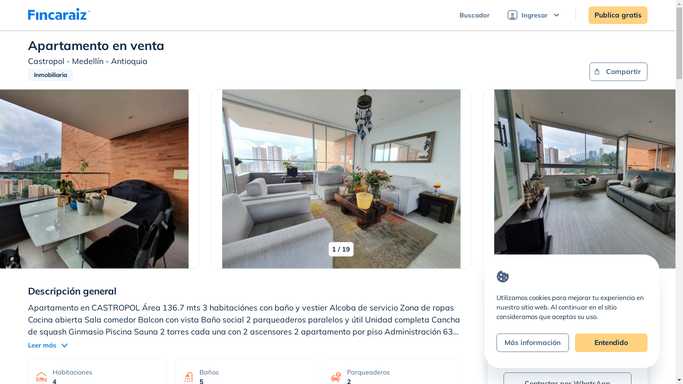 Fincaraiz
Buscador
Ingresar
Publica gratis
Apartamento en venta
Castropol - Medellín - Antioquia
Inmobiliaria
Compartir
1 / 19
Descripción general
Apartamento en CASTROPOL Área 136.7 mts 3 habitaciónes con baño y vestier Alcoba de servicio Zona de ropas
Cocina abierta Sala comedor Balcon con vista Baño social 2 parqueaderos paralelos y útil Unidad completa Cancha
de squash Ginmasio Piscina Sauna 2 torres cada una con 2 ascensores 2 apartamento por piso Administración 63...
Leer más
Habitaciones
4
Baños
5
Parqueaderos
2
Utilizamos cookies para mejorar tu experiencia en
nuestro sitio web. Al continuar en el sitio
consideramos que aceptas su uso.
Más información
Entendido
Contactar por WhatsApp